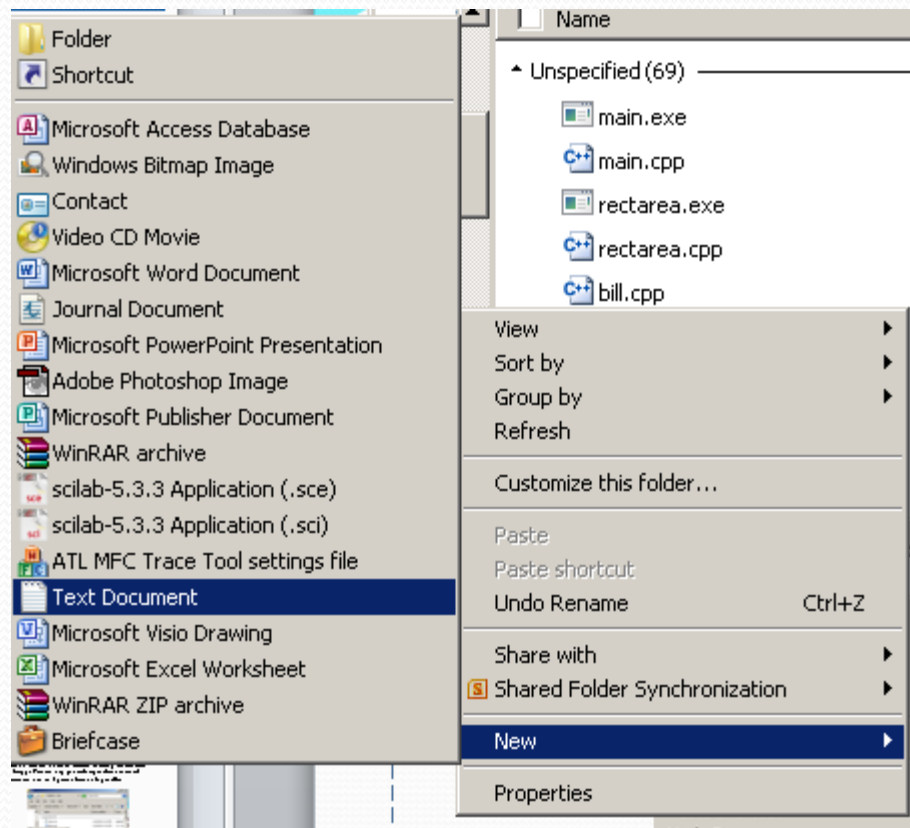 Folder
Shortcut
Microsoft Access Database
Windows Bitmap Image
Contact
Video CD Movie
Microsoft Word Document
Journal Document
Microsoft PowerPoint Presentation
Adobe Photoshop Image
Microsoft Publisher Document
WinRAR archive
scilab-5.3.3 Application (.sce)
scilab-5.3.3 Application (.sci)
ATL MFC Trace Tool settings file
Text Document
Microsoft Visio Drawing
Microsoft Excel Worksheet
WinRAR ZIP archive
Briefcase
Name
Unspecified (69)
main.exe
main.cpp
rectarea.exe
rectarea.cpp
bill.cpp
View
Sort by
Group by
Refresh
Customize this folder...
Paste
Paste shortcut
Undo Rename Ctrl+Z
Share with
Shared Folder Synchronization
New
Properties